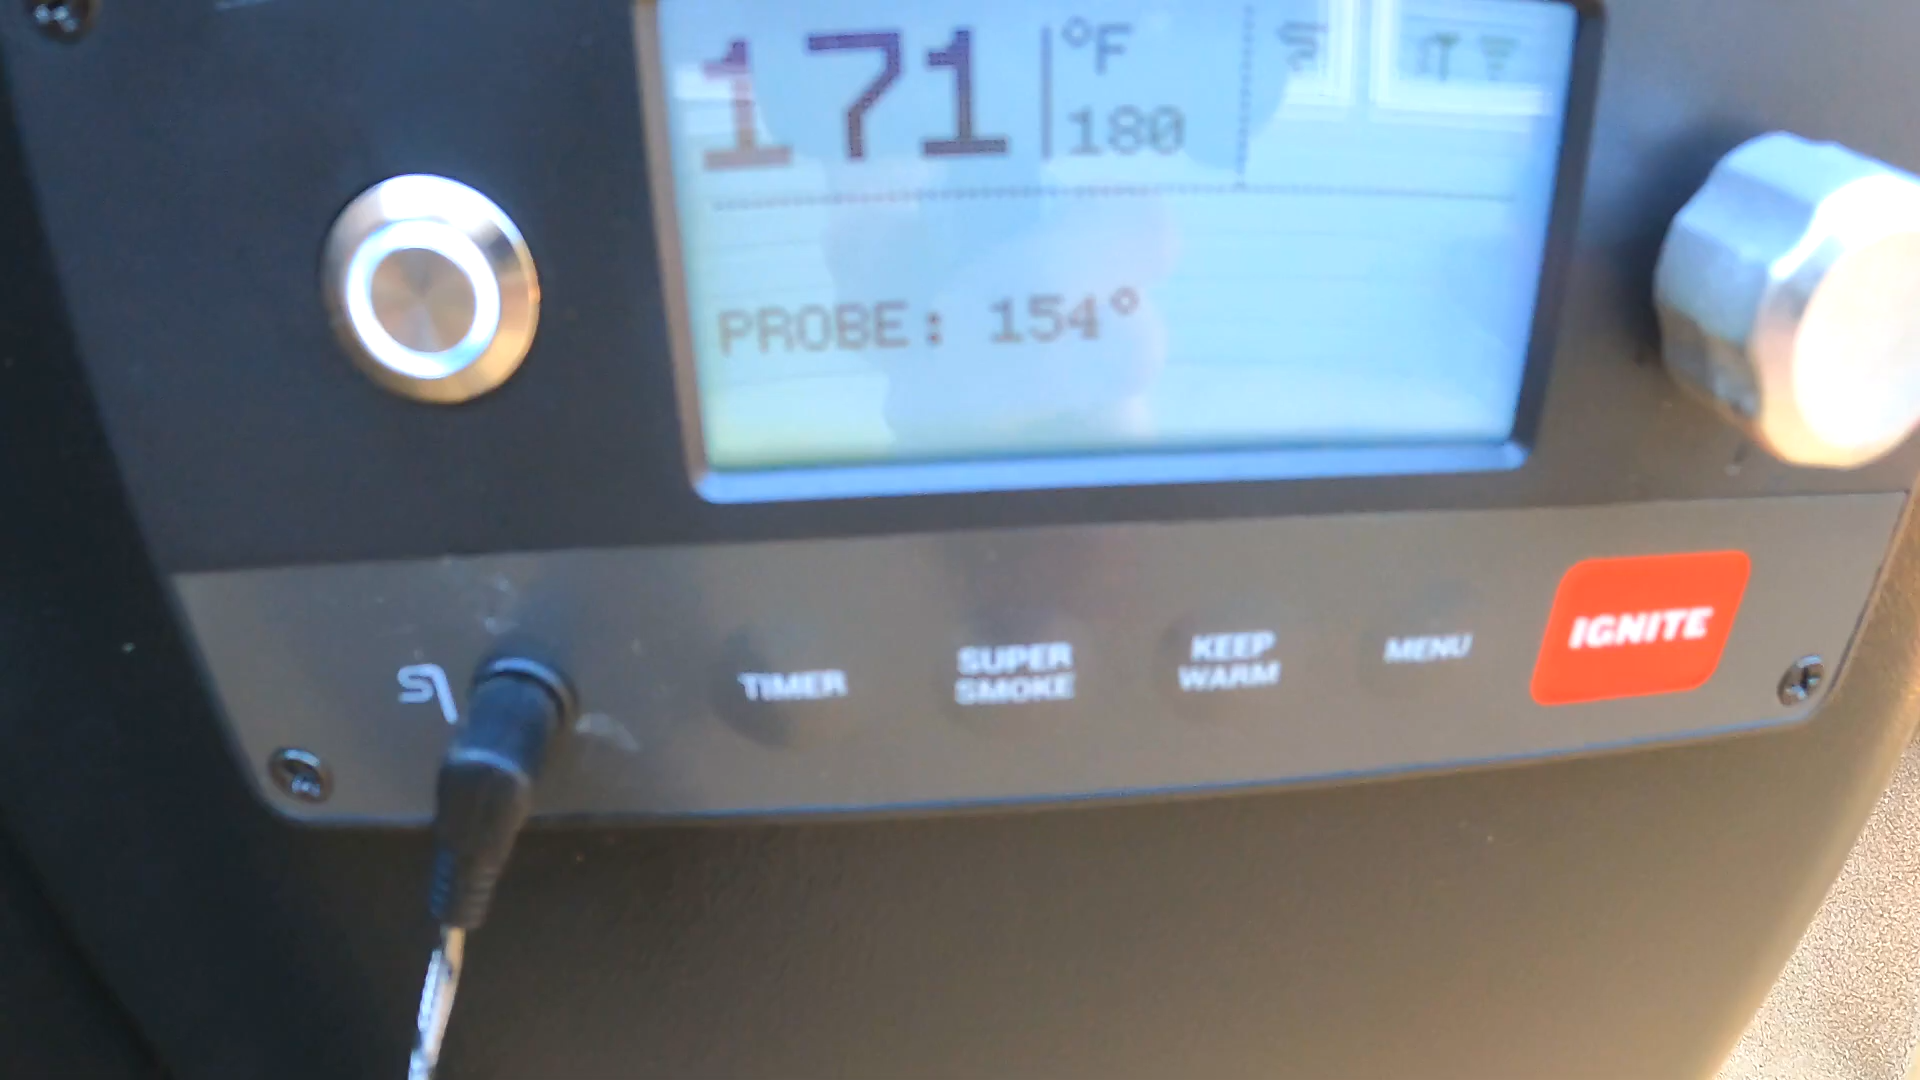 171 °F
180
PROBE: 154°
TIMER
SUPER
SMOKE
KEEP
WARM
MENU
IGNITE